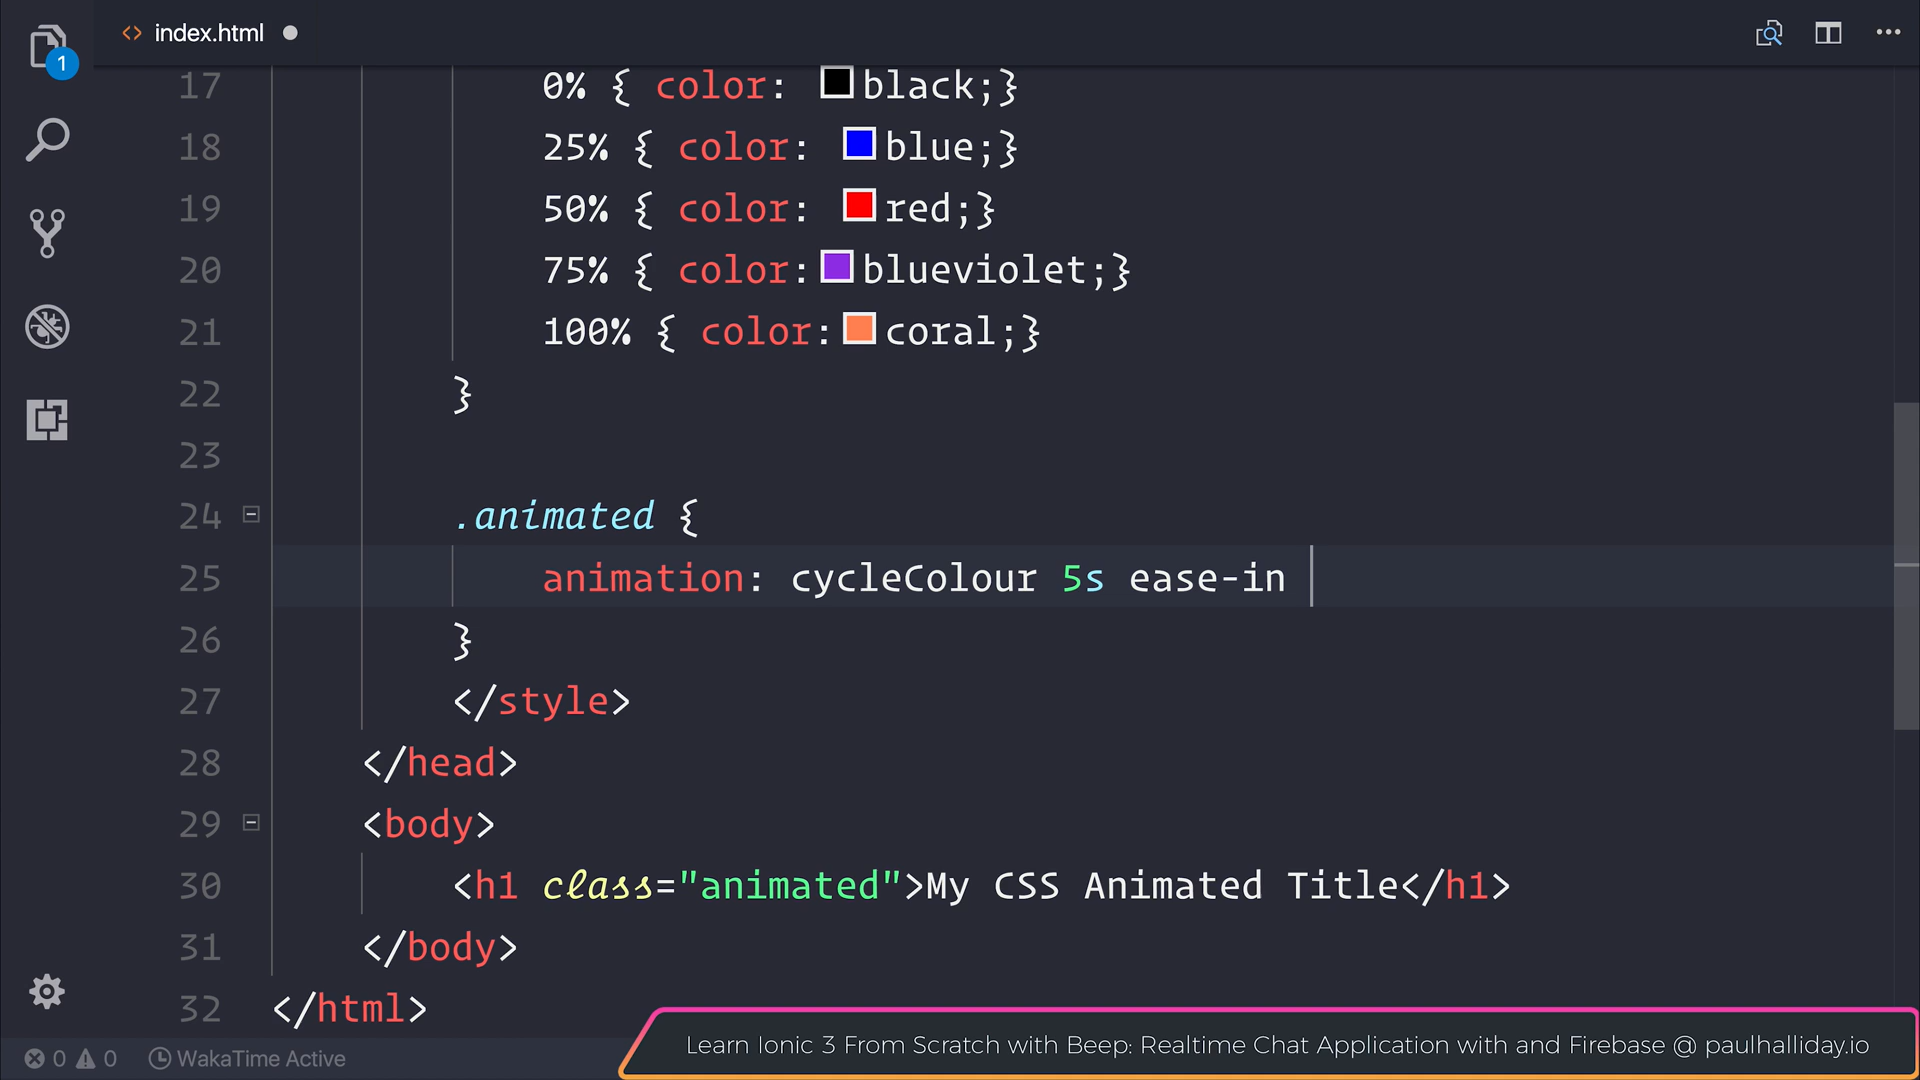 1
index.html
17 0% { color: black;}
18 25% { color: blue;}
19 50% { color: red;}
20 75% { color:blueviolet;}
21 100% { color:coral;}
22 }
23
24 .animated {
25 animation: cycleColour 5s ease-in
26 }
27 </style>
28 </head>
29 <body>
30 <h1 class="animated">My CSS Animated Title</h1>
31 </body>
32 </html>
Learn Ionic 3 From Scratch with Beep: Realtime Chat Application with and Firebase @ paulhalliday.io
0 0 WakaTime Active